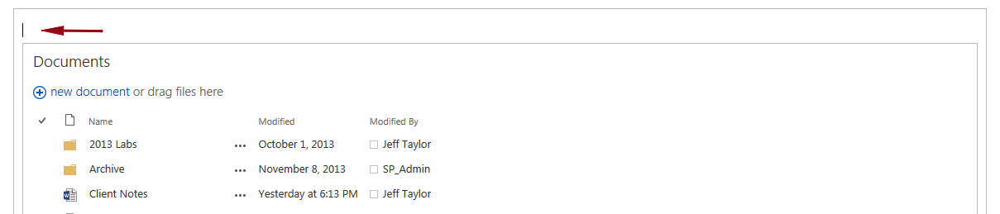 Documents
new document or drag files here
Name Modified Modified By
2013 Labs ... October 1, 2013 Jeff Taylor
Archive ... November 8, 2013 SP_Admin
Client Notes ... Yesterday at 6:13 PM Jeff Taylor